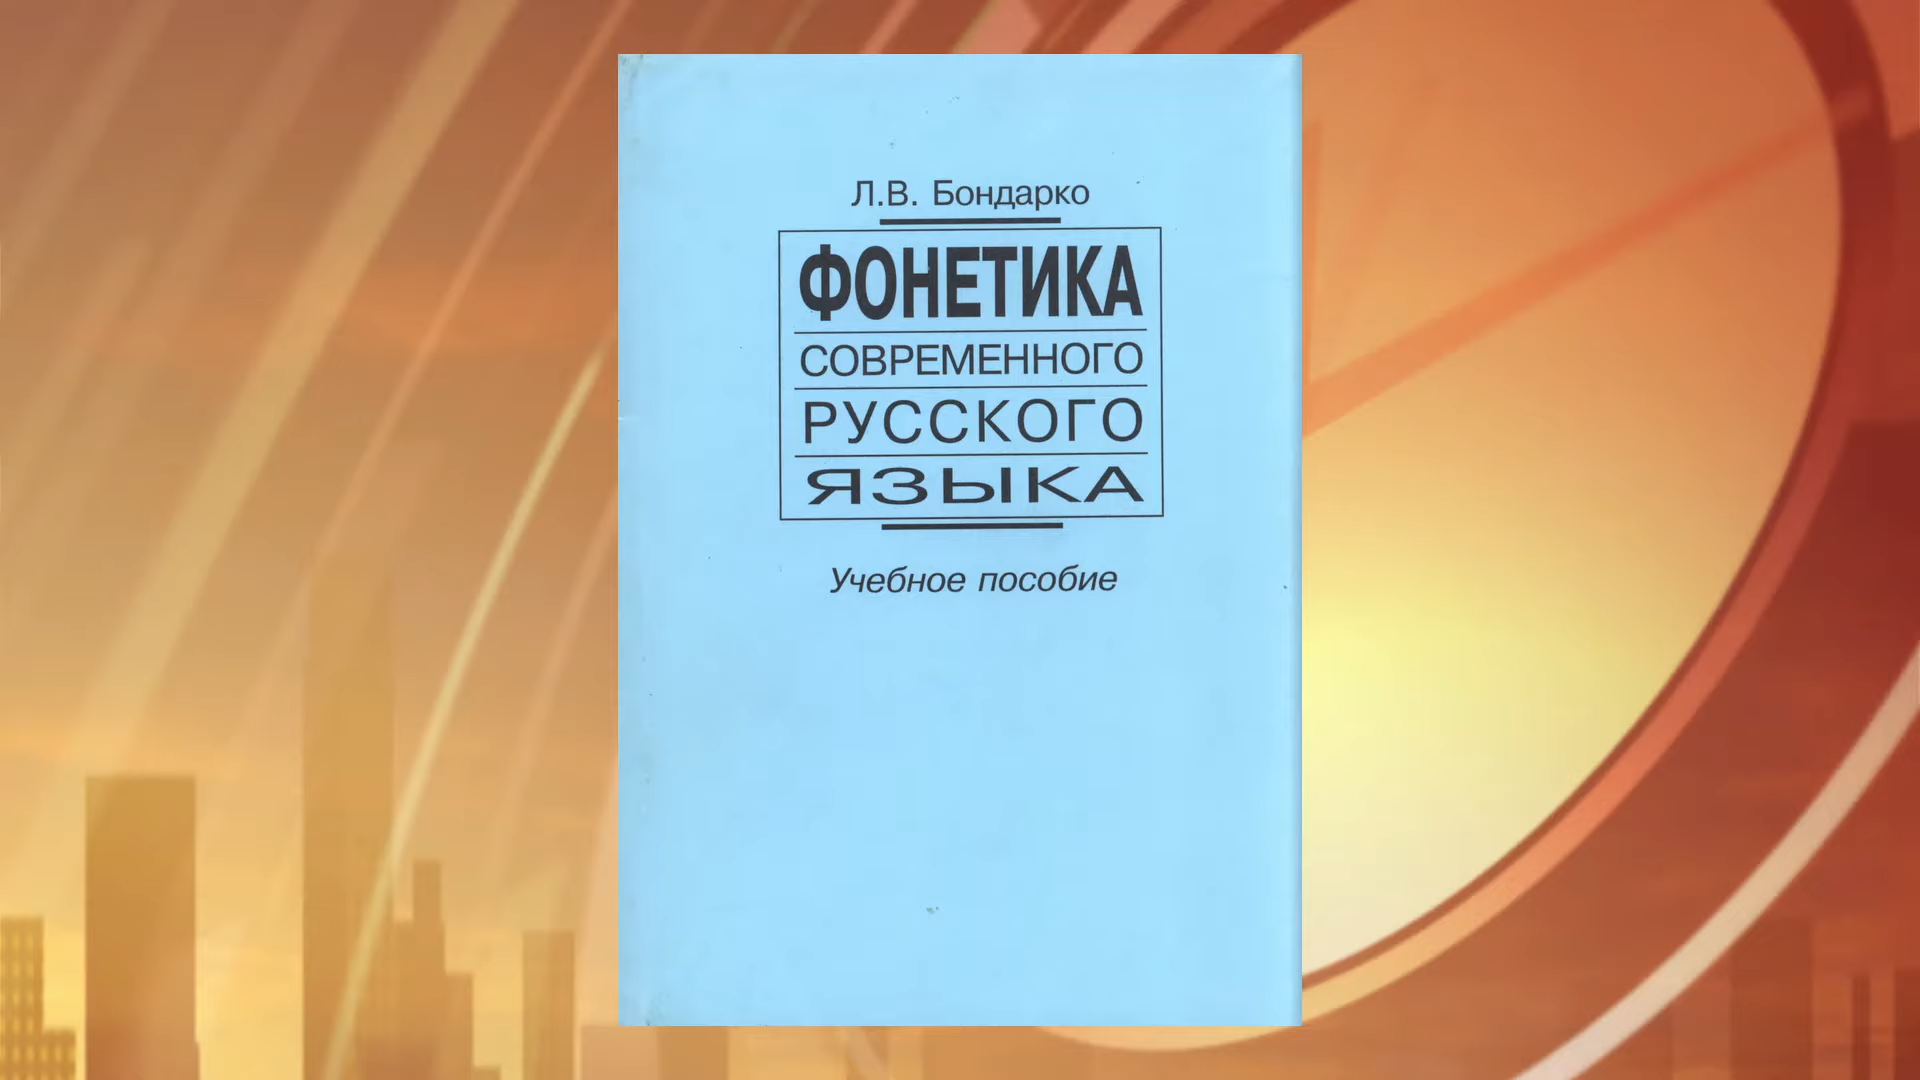 Л.В. Бондарко
ФОНЕТИКА
СОВРЕМЕННОГО
РУССКОГО
ЯЗЫКА
Учебное пособие